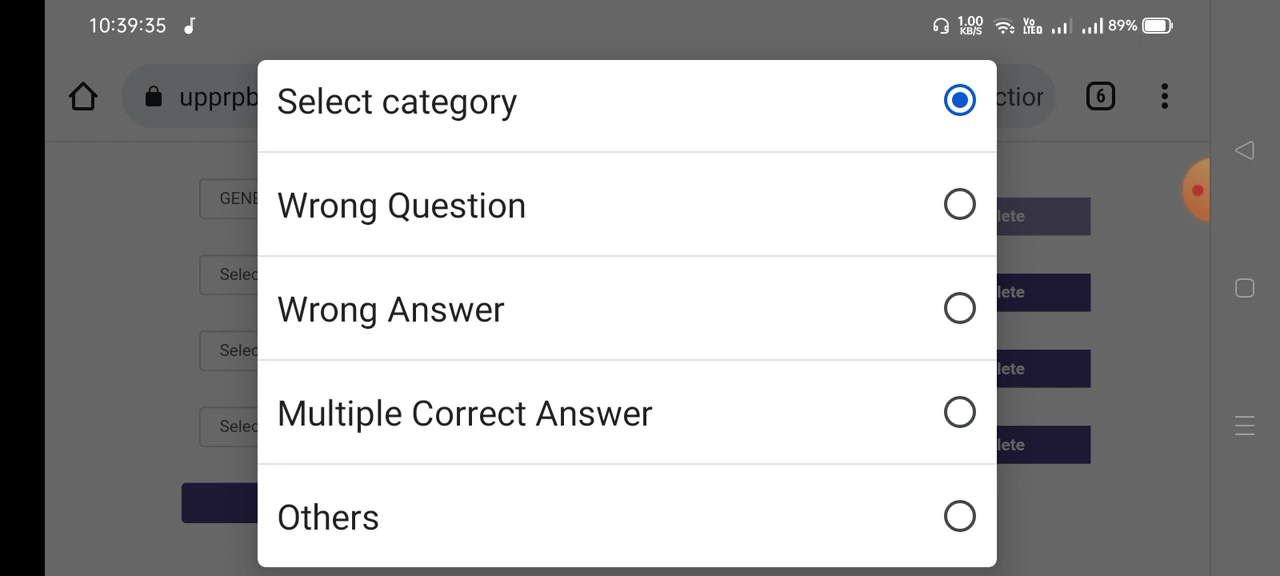 10:39:35
1.00 KB/S
Vo LTE
89%
upprpb
ctior
6
Select category
Wrong Question
Wrong Answer
Multiple Correct Answer
Others
GENE
lete
Selec
lete
Selec
lete
Selec
lete